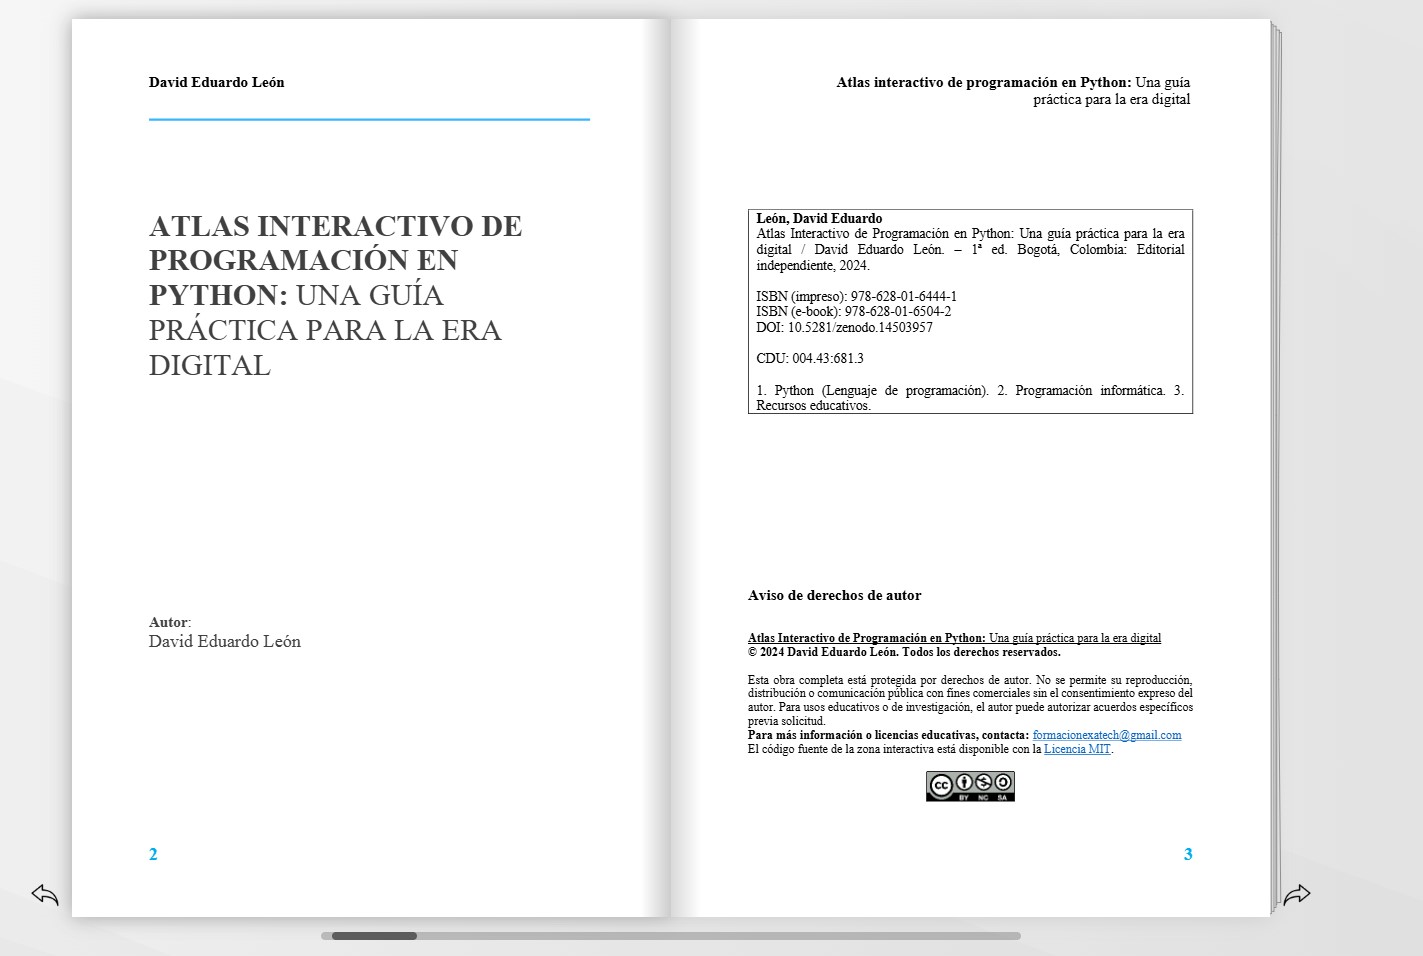 David Eduardo León
ATLAS INTERACTIVO DE
PROGRAMACIÓN EN
PYTHON: UNA GUÍA
PRÁCTICA PARA LA ERA
DIGITAL
Autor:
David Eduardo León
2
Atlas interactivo de programación en Python: Una guía
práctica para la era digital
León, David Eduardo
Atlas Interactivo de Programación en Python: Una guía práctica para la era
digital / David Eduardo León. – 1ª ed. Bogotá, Colombia: Editorial
independiente, 2024.
ISBN (impreso): 978-628-01-6444-1
ISBN (e-book): 978-628-01-6504-2
DOI: 10.5281/zenodo.14503957
CDU: 004.43:681.3
1. Python (Lenguaje de programación). 2. Programación informática. 3.
Recursos educativos.
Aviso de derechos de autor
Atlas Interactivo de Programación en Python: Una guía práctica para la era digital
© 2024 David Eduardo León. Todos los derechos reservados.
Esta obra completa está protegida por derechos de autor. No se permite su reproducción,
distribución o comunicación pública con fines comerciales sin el consentimiento expreso del
autor. Para usos educativos o de investigación, el autor puede autorizar acuerdos específicos
previa solicitud.
Para más información o licencias educativas, contacta: formacionexatech@gmail.com
El código fuente de la zona interactiva está disponible con la Licencia MIT.
cc
BY NC SA
3